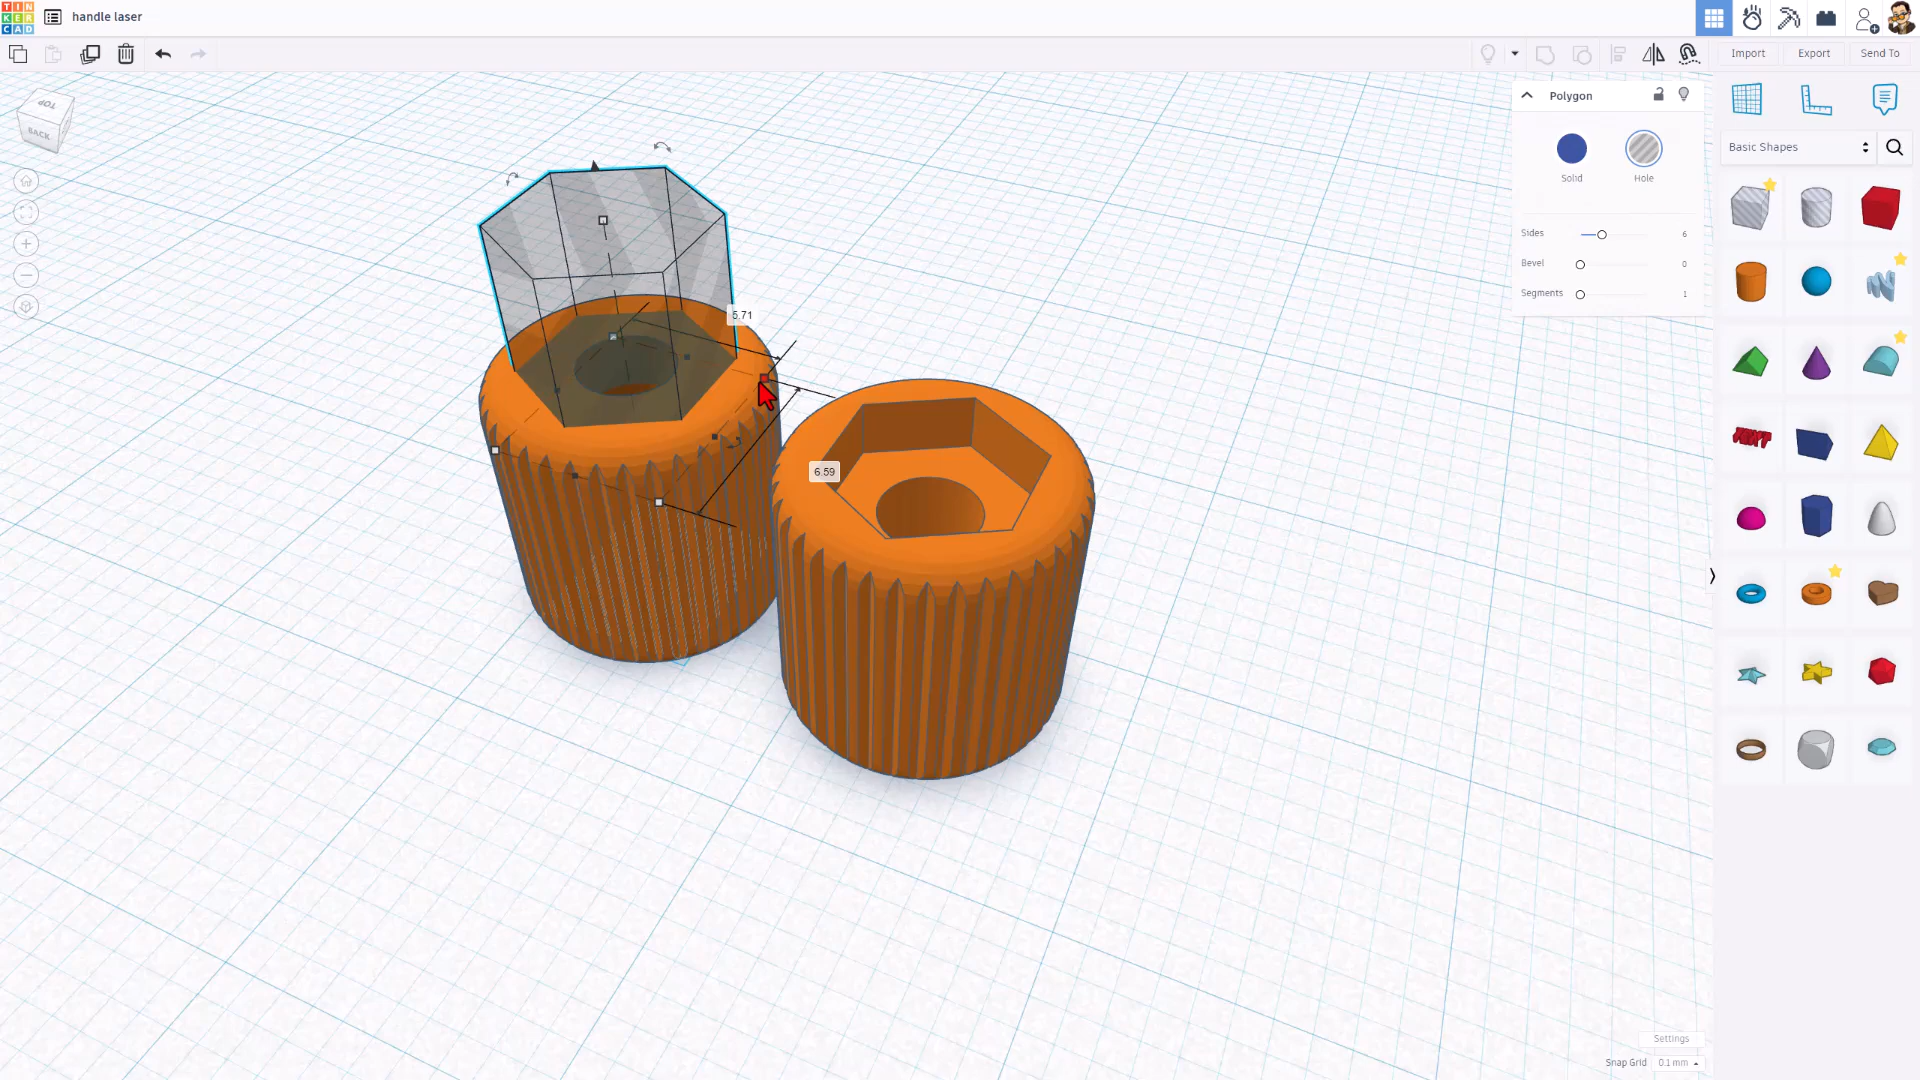 TIN
KER
CAD
handle laser
Import
Export
Send To
TOP
BACK
Polygon
Solid
Hole
Sides
6
Bevel
0
Segments
1
Basic Shapes
5.71
6.59
TEXT
Settings
Snap Grid
0.1 mm